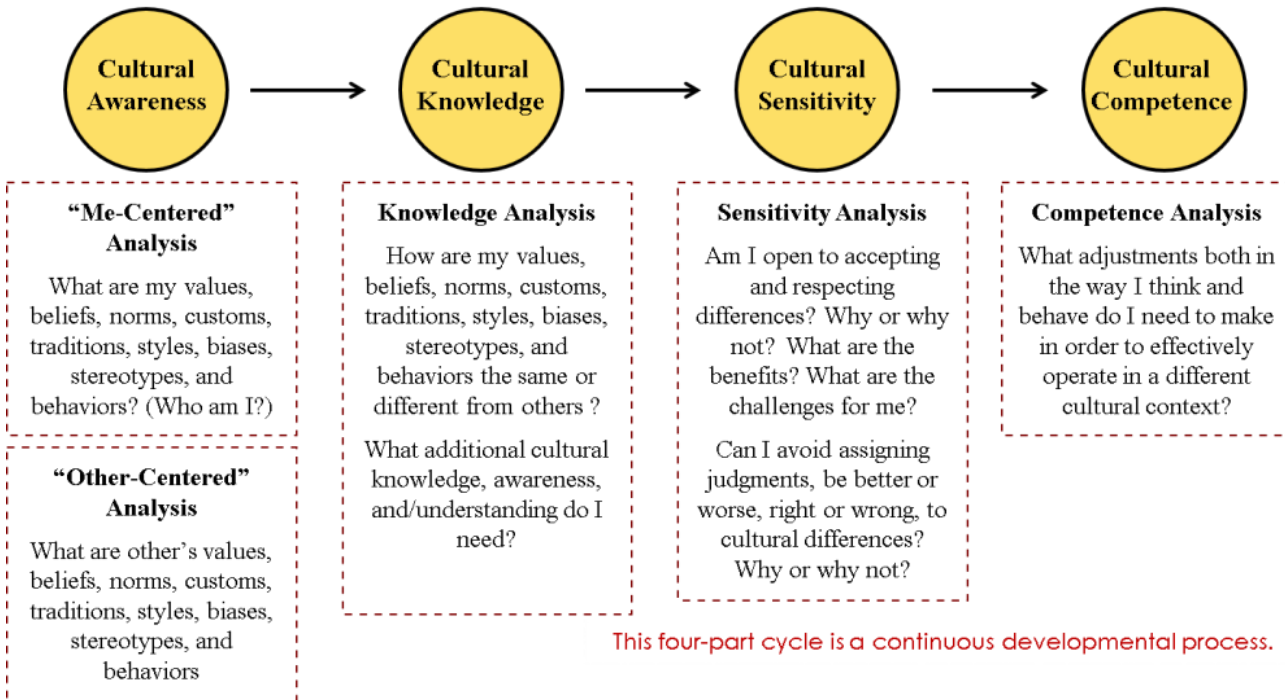 Cultural
Awareness
Cultural
Knowledge
Cultural
Sensitivity
Cultural
Competence
“Me-Centered”
Analysis
What are my values,
beliefs, norms, customs,
traditions, styles, biases,
stereotypes, and
behaviors? (Who am I?)
“Other-Centered”
Analysis
What are other’s values,
beliefs, norms, customs,
traditions, styles, biases,
stereotypes, and
behaviors
Knowledge Analysis
How are my values,
beliefs, norms, customs,
traditions, styles, biases,
stereotypes, and
behaviors the same or
different from others ?
What additional cultural
knowledge, awareness,
and/understanding do I
need?
Sensitivity Analysis
Am I open to accepting
and respecting
differences? Why or why
not? What are the
benefits? What are the
challenges for me?
Can I avoid assigning
judgments, be better or
worse, right or wrong, to
cultural differences?
Why or why not?
Competence Analysis
What adjustments both in
the way I think and
behave do I need to make
in order to effectively
operate in a different
cultural context?
This four-part cycle is a continuous developmental process.